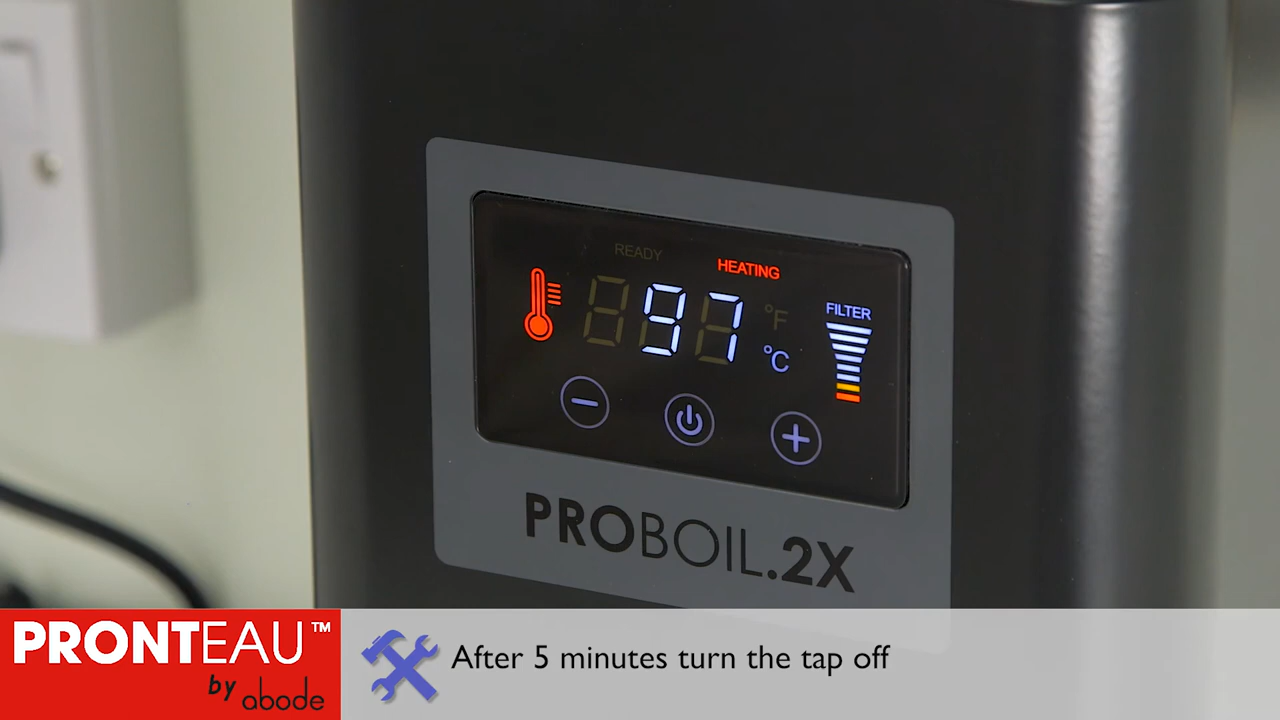 READY
HEATING
97
°F
°C
FILTER
PROBOIL.2X
PRONTEAU™
by abode
After 5 minutes turn the tap off